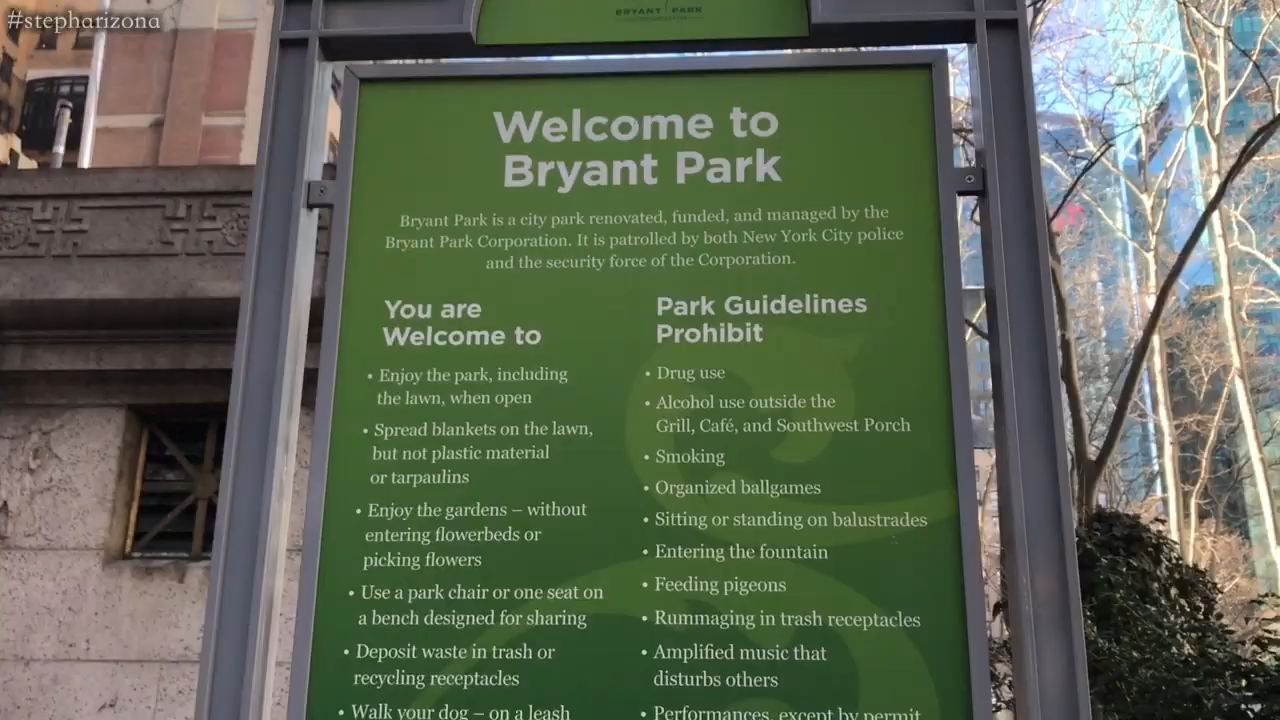 #stepharizona
BRYANT PARK
Welcome to
Bryant Park
Bryant Park is a city park renovated, funded, and managed by the
Bryant Park Corporation. It is patrolled by both New York City police
and the security force of the Corporation.
You are
Welcome to
• Enjoy the park, including
the lawn, when open
• Spread blankets on the lawn,
but not plastic material
or tarpaulins
• Enjoy the gardens – without
entering flowerbeds or
picking flowers
• Use a park chair or one seat on
a bench designed for sharing
• Deposit waste in trash or
recycling receptacles
• Walk your dog – on a leash
Park Guidelines
Prohibit
• Drug use
• Alcohol use outside the
Grill, Café, and Southwest Porch
• Smoking
• Organized ballgames
• Sitting or standing on balustrades
• Entering the fountain
• Feeding pigeons
• Rummaging in trash receptacles
• Amplified music that
disturbs others
• Performances, except by permit